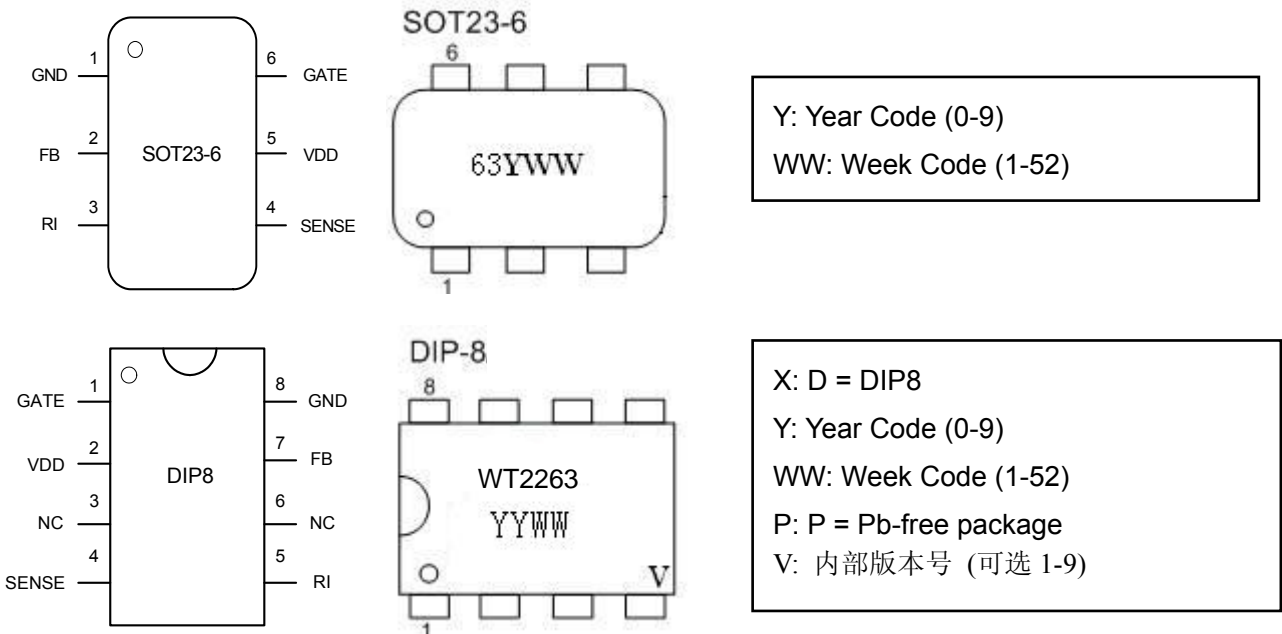 1
GND
2
FB
3
RI
SOT23-6
6
GATE
5
VDD
4
SENSE
SOT23-6
6
63YWW
1
Y: Year Code (0-9)
WW: Week Code (1-52)
1
GATE
2
VDD
3
NC
4
SENSE
DIP8
8
GND
7
FB
6
NC
5
RI
DIP-8
8
WT2263
YYWW
V
1
X: D = DIP8
Y: Year Code (0-9)
WW: Week Code (1-52)
P: P = Pb-free package
V: 内部版本号 (可选 1-9)